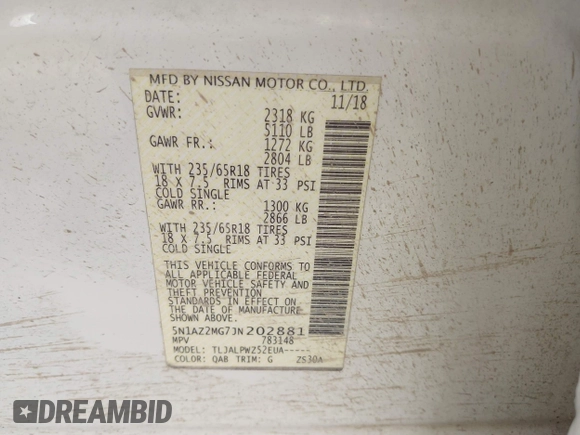 MFD BY NISSAN MOTOR CO., LTD.
DATE: 11/18
GVWR: 2318 KG
5110 LB
GAWR FR.: 1272 KG
2804 LB
WITH 235/65R18 TIRES
18 X 7.5 RIMS AT 33 PSI
COLD SINGLE
GAWR RR.: 1300 KG
2866 LB
WITH 235/65R18 TIRES
18 X 7.5 RIMS AT 33 PSI
COLD SINGLE
THIS VEHICLE CONFORMS TO
ALL APPLICABLE FEDERAL
MOTOR VEHICLE SAFETY AND
AND THEFT PREVENTION
STANDARDS IN EFFECT ON
THE DATE OF MANUFACTURE
SHOWN ABOVE.
5N1AZ2MG7JN202881
MPV 783148
MODEL: TLJALPWZ52EUA-----
COLOR: QAB TRIM: G ZS30A
DREAMBID